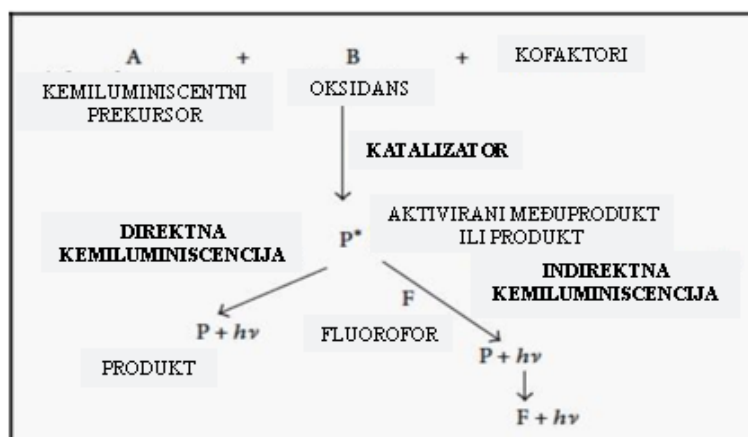 A + B + KOFAKTORI
KEMILUMINISCENTNI
PREKURSOR
OKSIDANS
KATALIZATOR
DIREKTNA
KEMILUMINISCENCIJA
P*
AKTIVIRANI MEĐUPRODUKT
ILI PRODUKT
INDIREKTNA
KEMILUMINISCENCIJA
F
FLUOROFOR
P + hν
PRODUKT
P + hν
F + hν